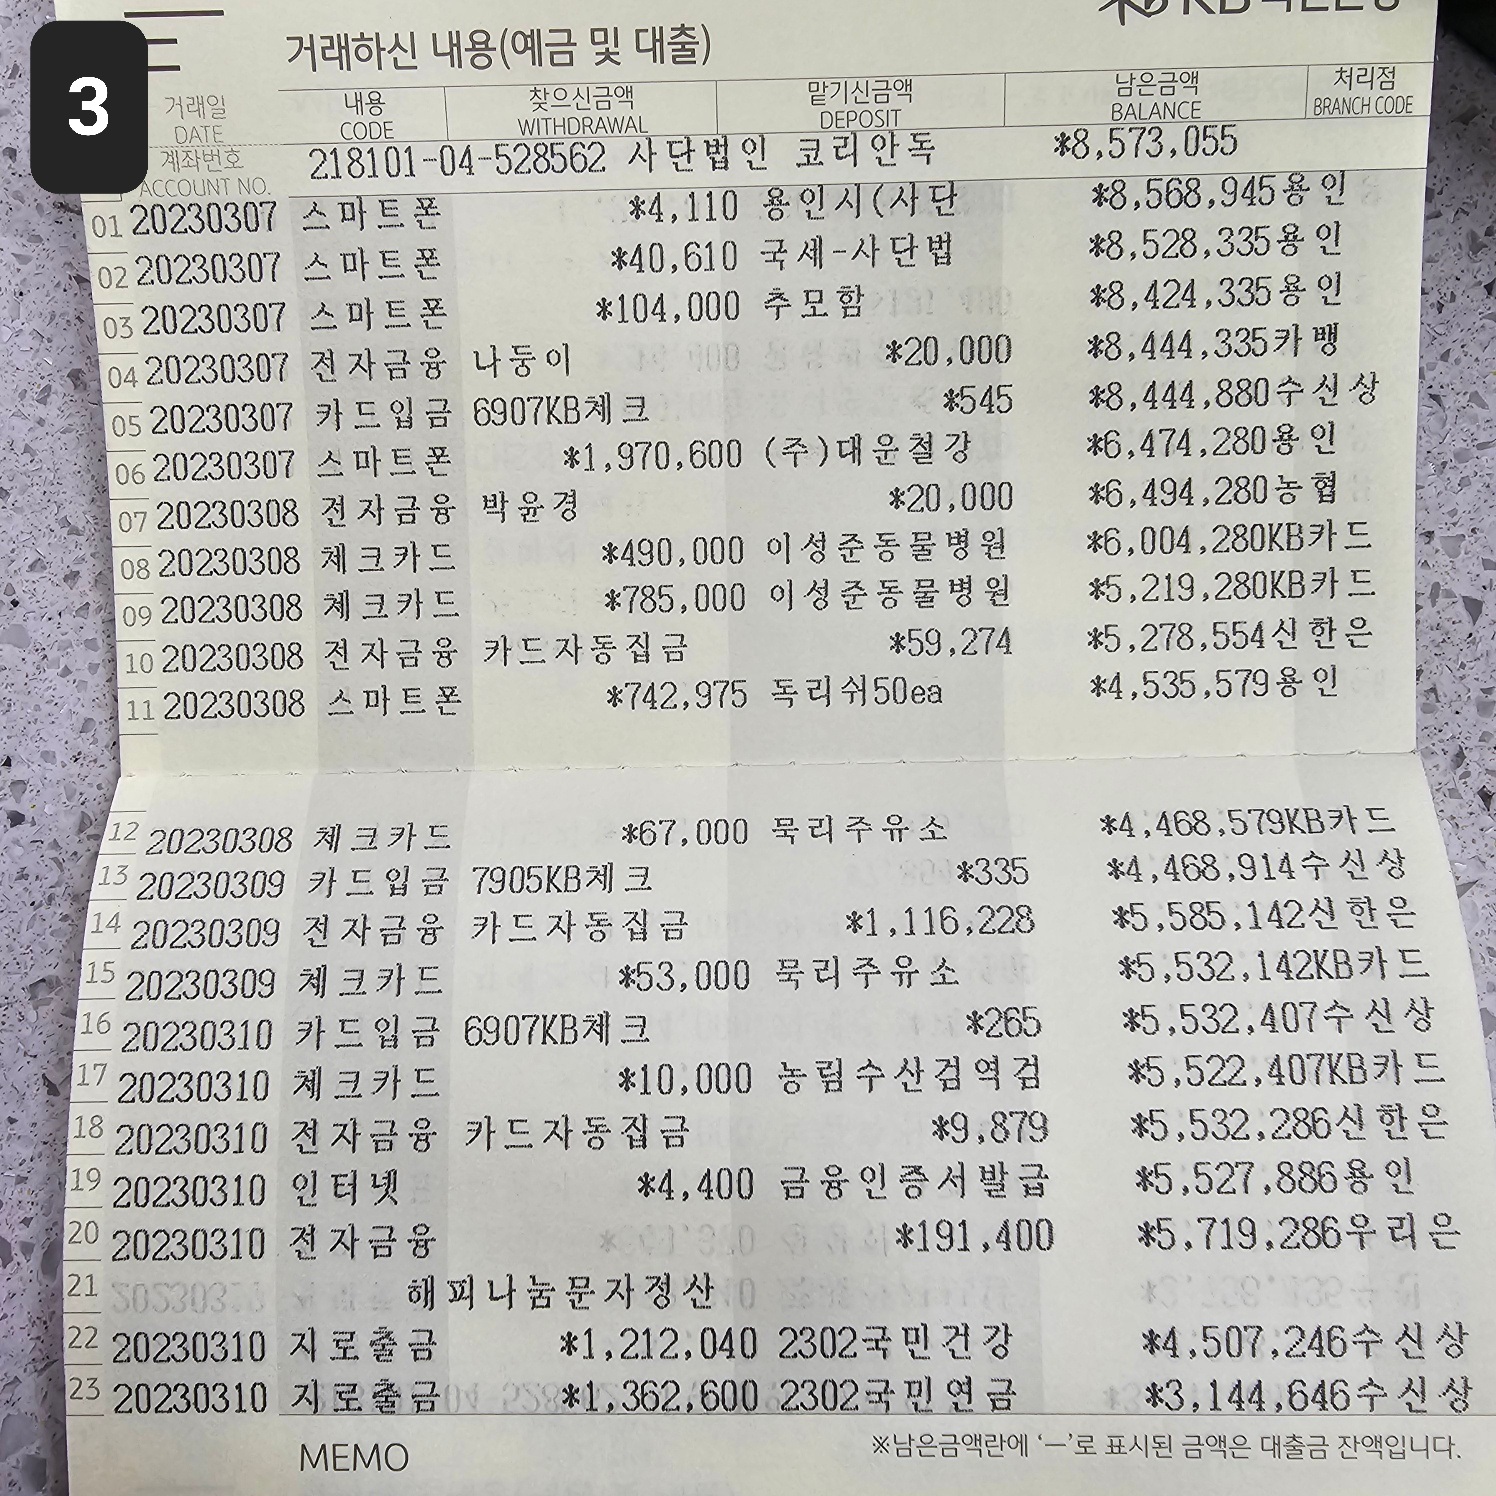 3
KB국민은행
거래하신 내용(예금 및 대출)
거래일 DATE 내용 CODE 찾으신금액 WITHDRAWAL 맡기신금액 DEPOSIT 남은금액 BALANCE 처리점 BRANCH CODE
계좌번호 ACCOUNT NO. 218101-04-528562 사단법인 코리안독 *8,573,055
01 20230307 스마트폰 *4,110 용인시(사단 *8,568,945용인
02 20230307 스마트폰 *40,610 국세-사단법 *8,528,335용인
03 20230307 스마트폰 *104,000 추모함 *8,424,335용인
04 20230307 전자금융 나둥이 *20,000 *8,444,335카뱅
05 20230307 카드입금 6907KB체크 *545 *8,444,880수신상
06 20230307 스마트폰 *1,970,600 (주)대운철강 *6,474,280용인
07 20230308 전자금융 박윤경 *20,000 *6,494,280농협
08 20230308 체크카드 *490,000 이성준동물병원 *6,004,280KB카드
09 20230308 체크카드 *785,000 이성준동물병원 *5,219,280KB카드
10 20230308 전자금융 카드자동집금 *59,274 *5,278,554신한은
11 20230308 스마트폰 *742,975 독리쉬50ea *4,535,579용인
12 20230308 체크카드 *67,000 묵리주유소 *4,468,579KB카드
13 20230309 카드입금 7905KB체크 *335 *4,468,914수신상
14 20230309 전자금융 카드자동집금 *1,116,228 *5,585,142신한은
15 20230309 체크카드 *53,000 묵리주유소 *5,532,142KB카드
16 20230310 카드입금 6907KB체크 *265 *5,532,407수신상
17 20230310 체크카드 *10,000 농림수산검역검 *5,522,407KB카드
18 20230310 전자금융 카드자동집금 *9,879 *5,532,286신한은
19 20230310 인터넷 *4,400 금융인증서발급 *5,527,886용인
20 20230310 전자금융 *191,400 *5,719,286우리은
21 해피나눔문자정산
22 20230310 지로출금 *1,212,040 2302국민건강 *4,507,246수신상
23 20230310 지로출금 *1,362,600 2302국민연금 *3,144,646수신상
MEMO ※남은금액란에 '－'로 표시된 금액은 대출금 잔액입니다.